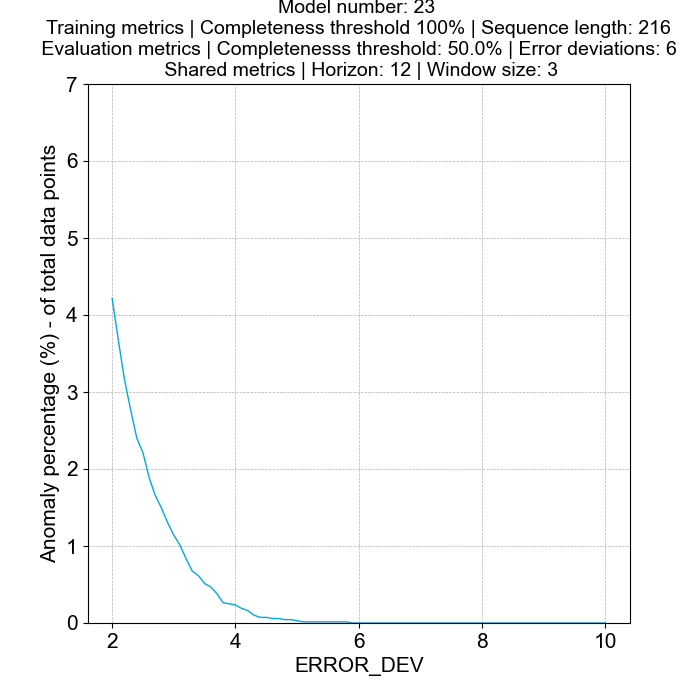 Model number: 23
Training metrics | Completeness threshold 100% | Sequence length: 216
Evaluation metrics | Completenesss threshold: 50.0% | Error deviations: 6
Shared metrics | Horizon: 12 | Window size: 3
Anomaly percentage (%) - of total data points
7
6
5
4
3
2
1
0
2 4 6 8 10
ERROR_DEV